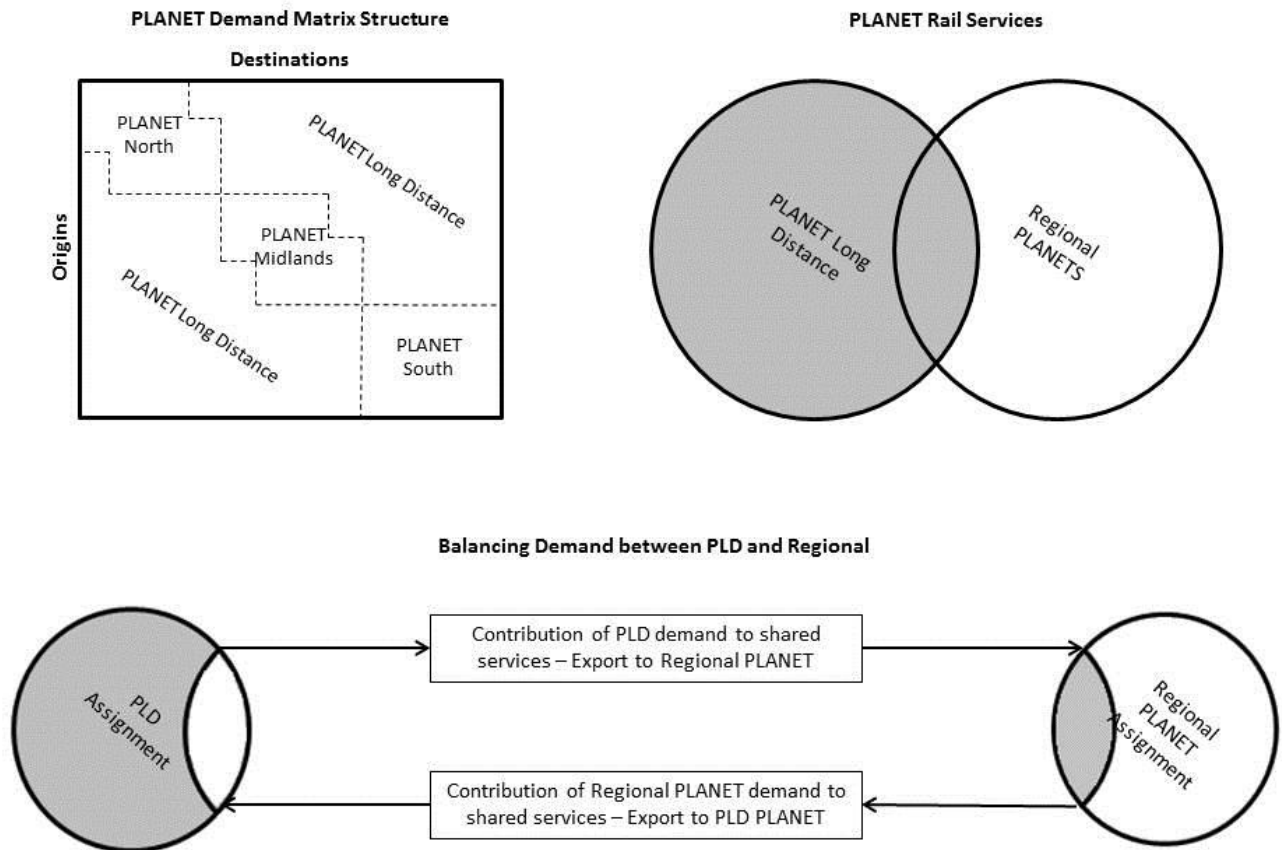 PLANET Demand Matrix Structure
Destinations
Origins
PLANET
North
PLANET Long Distance
PLANET
Midlands
PLANET Long Distance
PLANET
South
PLANET Rail Services
PLANET Long
Distance
Regional
PLANETS
Balancing Demand between PLD and Regional
PLD
Assignment
Contribution of PLD demand to shared
services – Export to Regional PLANET
Contribution of Regional PLANET demand to
shared services – Export to PLD PLANET
Regional
PLANET
Assignment